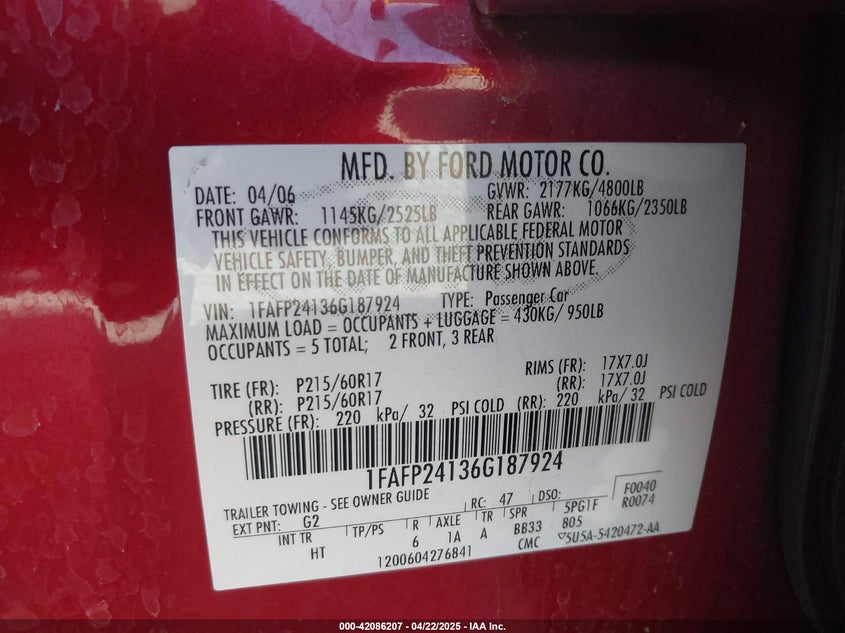 MFD. BY FORD MOTOR CO.
DATE: 04/06 GVWR: 2177KG/4800LB
FRONT GAWR: 1145KG/2525LB REAR GAWR: 1066KG/2350LB
THIS VEHICLE CONFORMS TO ALL APPLICABLE FEDERAL MOTOR
VEHICLE SAFETY, BUMPER, AND THEFT PREVENTION STANDARDS
IN EFFECT ON THE DATE OF MANUFACTURE SHOWN ABOVE.
VIN: 1FAFP24136G187924 TYPE: Passenger Car
MAXIMUM LOAD = OCCUPANTS + LUGGAGE = 430KG/ 950LB
OCCUPANTS = 5 TOTAL; 2 FRONT, 3 REAR
TIRE (FR): P215/60R17 RIMS (FR): 17X7.0J
(RR): P215/60R17 (RR): 17X7.0J
PRESSURE (FR): 220 kPa/ 32 PSI COLD (RR): 220 kPa/ 32 PSI COLD
1FAFP24136G187924
TRAILER TOWING - SEE OWNER GUIDE
EXT PNT: G2 RC: 47 DSO: F0040
INT TR TP/PS R AXLE TR SPR 5PG1F R0074
HT 6 1A A BB33 805
1200604276841 CMC ▽5U5A-5420472-AA
000-42086207 - 04/22/2025 - IAA Inc.